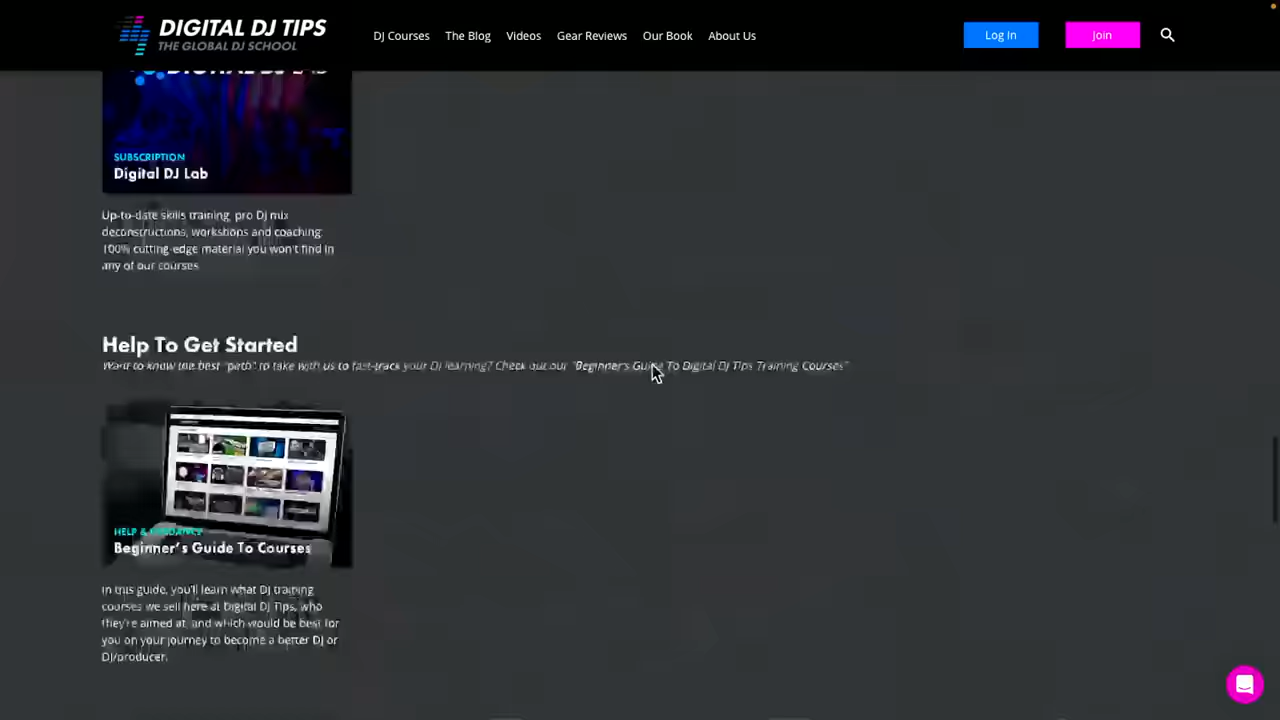 DIGITAL DJ TIPS
THE GLOBAL DJ SCHOOL
DJ Courses The Blog Videos Gear Reviews Our Book About Us Log In Join
SUBSCRIPTION
Digital DJ Lab
Up-to-date skills training, pro DJ mix
deconstructions, workshops and coaching.
100% cutting-edge material you won't find in
any of our courses
Help To Get Started
Want to know the best "path" to take with us to fast-track your DJ learning? Check out our "Beginner's Guide To Digital DJ Tips Training Courses"
HELP & GUIDANCE
Beginner's Guide To Courses
In this guide, you'll learn what DJ training
courses we sell here at Digital DJ Tips, who
they're aimed at, and which would be best for
you on your journey to become a better DJ or
DJ/producer.